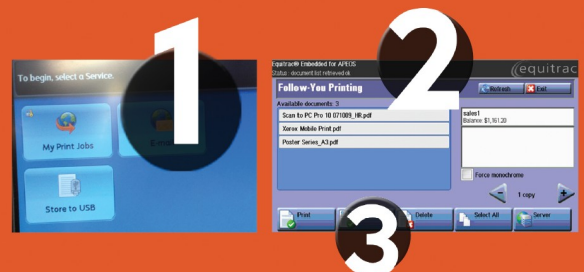 1
To begin, select a Service.
My Print Jobs
E-mail
Store to USB
2
Equitrac® Embedded for APEOS
Status : document list retrieved ok
equitrac
Follow-You Printing
Refresh
Exit
Available documents: 3
Scan to PC Pro 10 071009_HR.pdf
Xerox Mobile Print.pdf
Poster Series_A3.pdf
sales1
Balance: $1,161.20
Force monochrome
1 copy
3
Print
Delete
Select All
Server